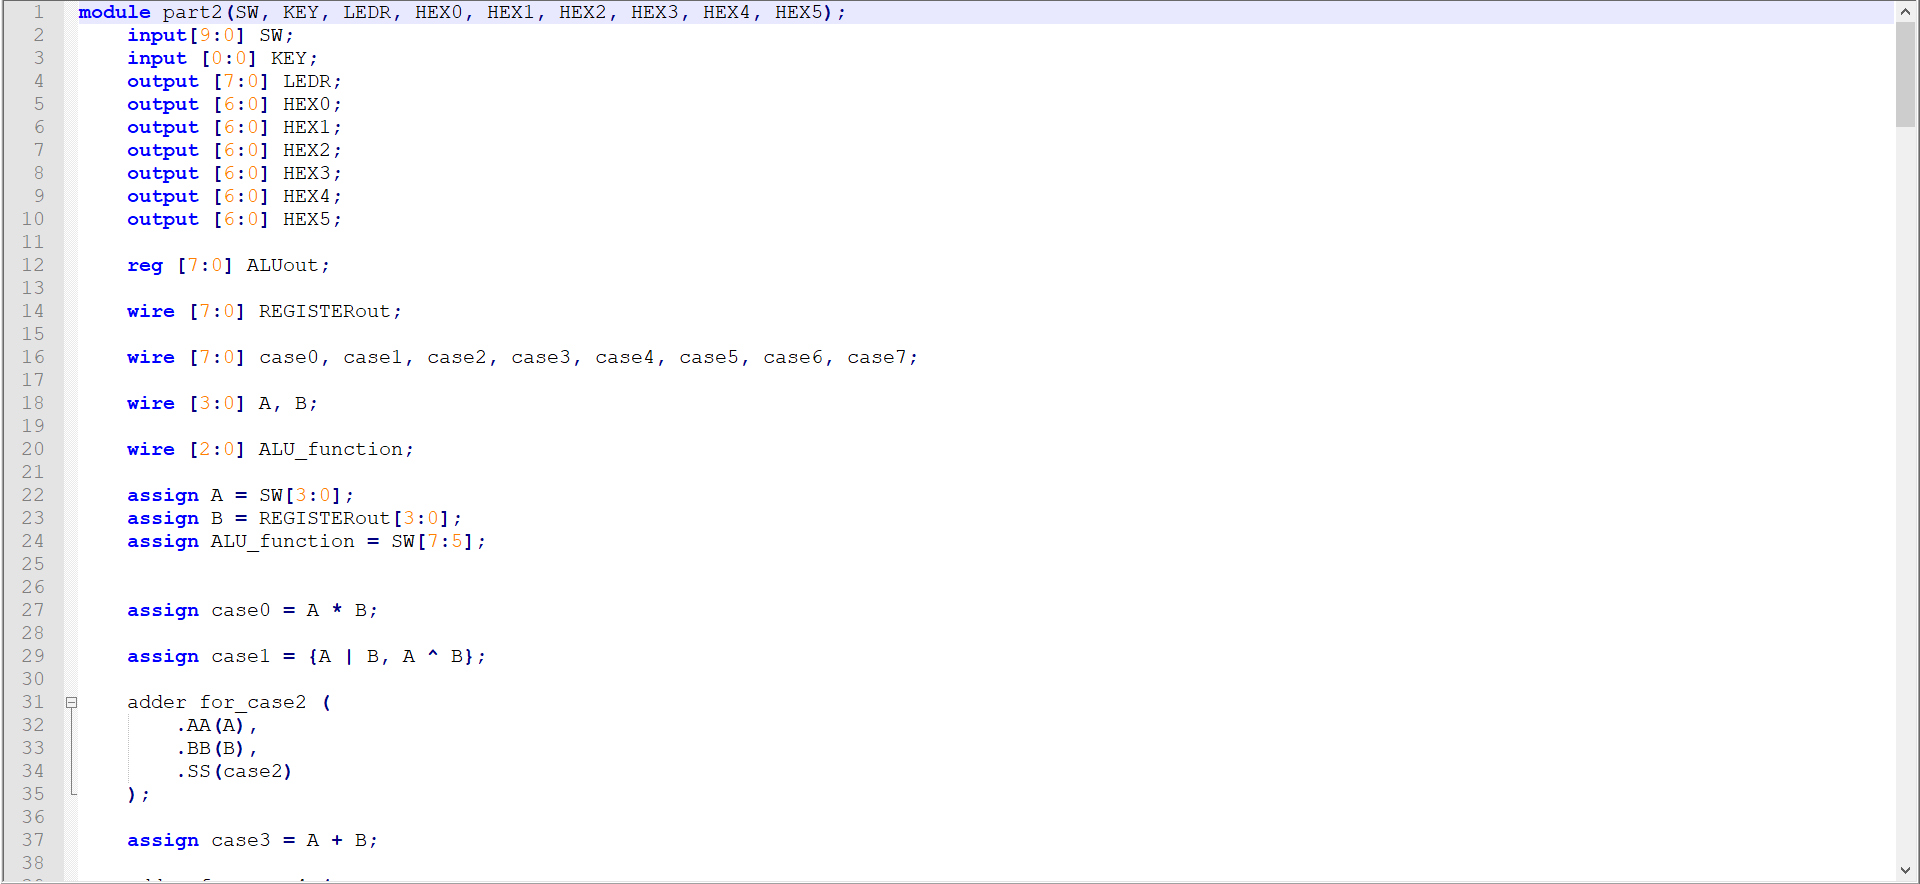 1 module part2(SW, KEY, LEDR, HEX0, HEX1, HEX2, HEX3, HEX4, HEX5);
2 input[9:0] SW;
3 input [0:0] KEY;
4 output [7:0] LEDR;
5 output [6:0] HEX0;
6 output [6:0] HEX1;
7 output [6:0] HEX2;
8 output [6:0] HEX3;
9 output [6:0] HEX4;
10 output [6:0] HEX5;
11
12 reg [7:0] ALUout;
13
14 wire [7:0] REGISTERout;
15
16 wire [7:0] case0, case1, case2, case3, case4, case5, case6, case7;
17
18 wire [3:0] A, B;
19
20 wire [2:0] ALU_function;
21
22 assign A = SW[3:0];
23 assign B = REGISTERout[3:0];
24 assign ALU_function = SW[7:5];
25
26
27 assign case0 = A * B;
28
29 assign case1 = {A | B, A ^ B};
30
31 adder for_case2 (
32 .AA(A),
33 .BB(B),
34 .SS(case2)
35 );
36
37 assign case3 = A + B;
38